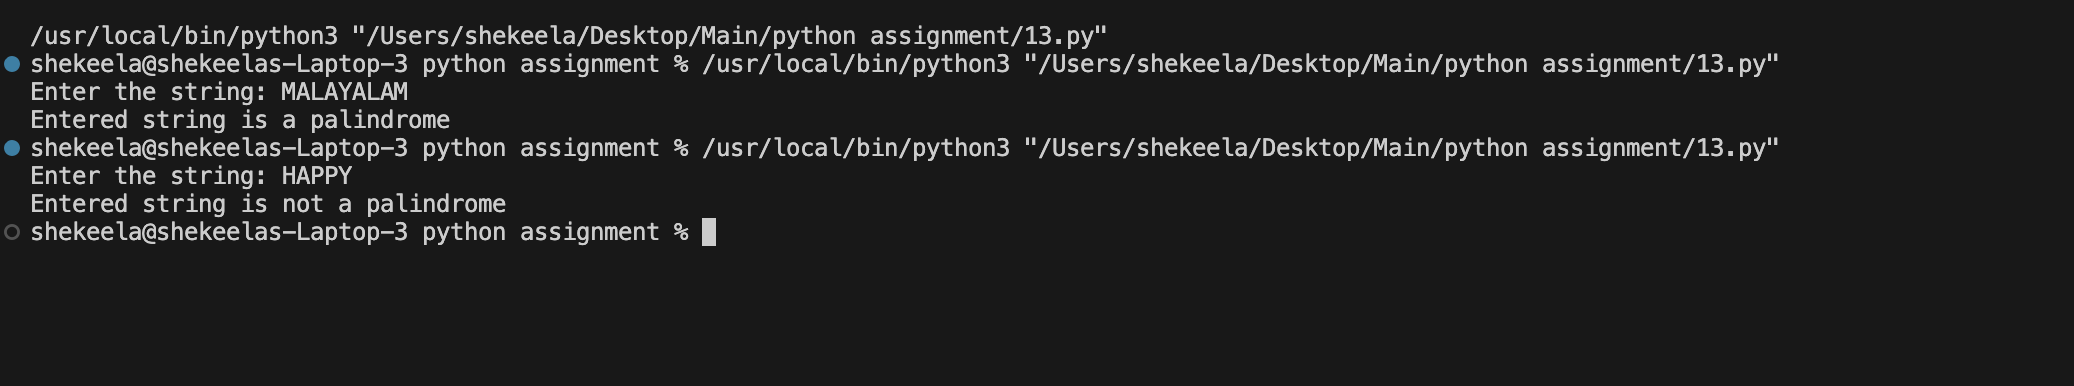 /usr/local/bin/python3 "/Users/shekeela/Desktop/Main/python assignment/13.py"
shekeela@shekeelas-Laptop-3 python assignment % /usr/local/bin/python3 "/Users/shekeela/Desktop/Main/python assignment/13.py"
Enter the string: MALAYALAM
Entered string is a palindrome
shekeela@shekeelas-Laptop-3 python assignment % /usr/local/bin/python3 "/Users/shekeela/Desktop/Main/python assignment/13.py"
Enter the string: HAPPY
Entered string is not a palindrome
shekeela@shekeelas-Laptop-3 python assignment %